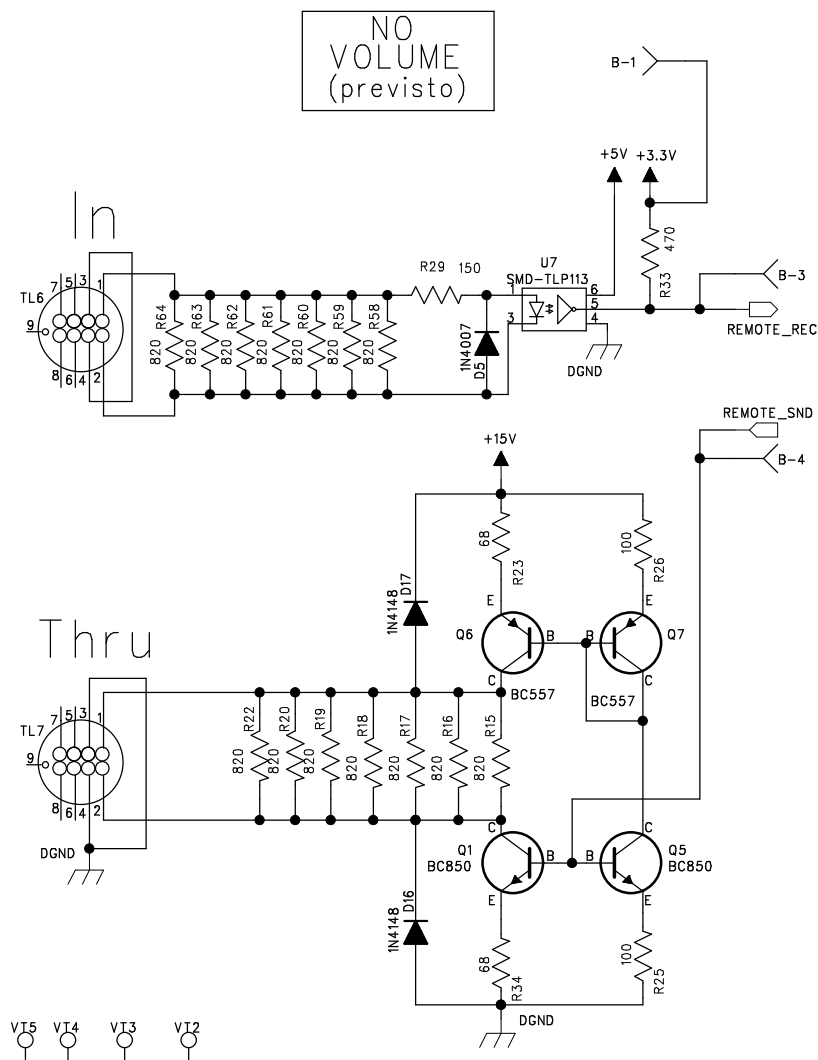 NO
VOLUME
(previsto)
B-1
+5V
+3.3V
In
470
R33
U7
SMD-TLP113
R29 150
7 5 3 1
TL6
9
8 6 4 2
R64
R63
R62
R61
R60
R59
R58
820
820
820
820
820
820
820
1N4007
D5
1
3
6
5
4
B-3
REMOTE_REC
DGND
REMOTE_SND
B-4
+15V
68
R23
100
R26
D17
1N4148
Thru
E
E
Q6
B
B
Q7
C
C
BC557
BC557
7 5 3 1
TL7
9
8 6 4 2
R22
R20
R19
R18
R17
R16
R15
820
820
820
820
820
820
820
DGND
C
C
Q1
BC850
B
B
Q5
BC850
E
E
D16
1N4148
68
R34
100
R25
DGND
VT5
VT4
VT3
VT2